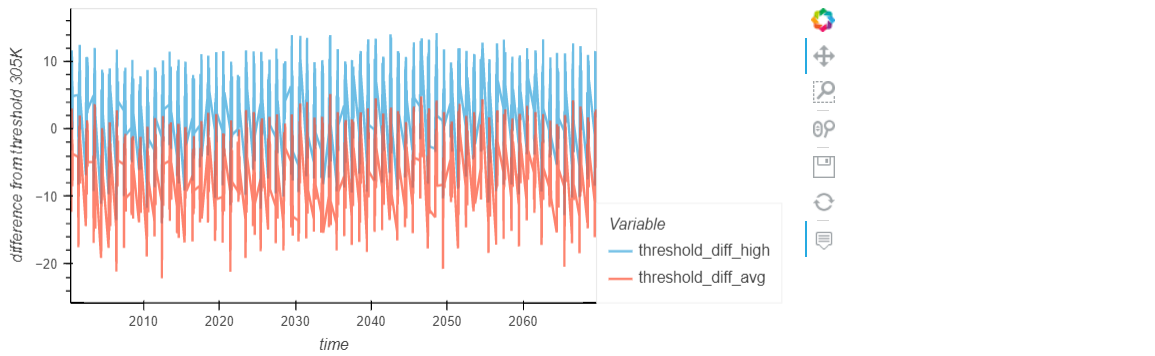 difference from threshold 305K
10
0
−10
−20
2010 2020 2030 2040 2050 2060
time
Variable
threshold_diff_high
threshold_diff_avg